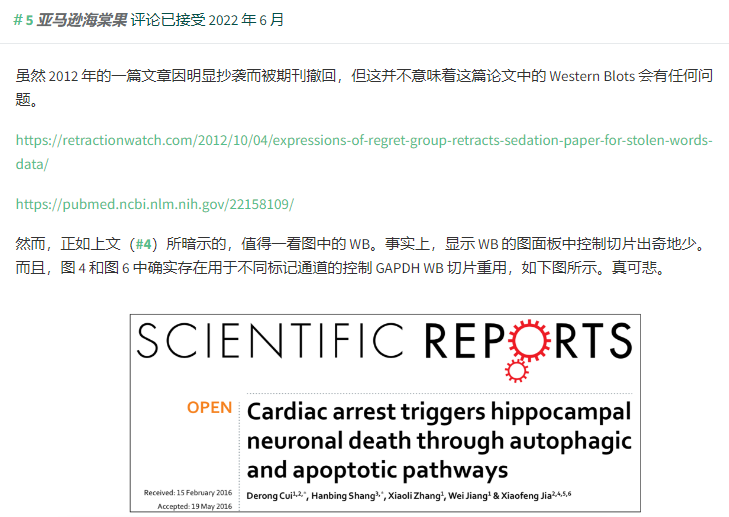 #5 亚马逊海棠果 评论已接受 2022 年 6 月
虽然 2012 年的一篇文章因明显抄袭而被期刊撤回，但这并不意味着这篇论文中的 Western Blots 会有任何问
题。
https://retractionwatch.com/2012/10/04/expressions-of-regret-group-retracts-sedation-paper-for-stolen-words-
data/
https://pubmed.ncbi.nlm.nih.gov/22158109/
然而，正如上文（#4）所暗示的，值得一看图中的 WB。事实上，显示 WB 的图面板中控制切片出奇地少。
而且，图 4 和图 6 中确实存在用于不同标记通道的控制 GAPDH WB 切片重用，如下图所示。真可悲。
SCIENTIFIC REPORTS
OPEN
Cardiac arrest triggers hippocampal
neuronal death through autophagic
and apoptotic pathways
Received: 15 February 2016
Accepted: 19 May 2016
Derong Cui1,2,*, Hanbing Shang3,*, Xiaoli Zhang1, Wei Jiang1 & Xiaofeng Jia2,4,5,6